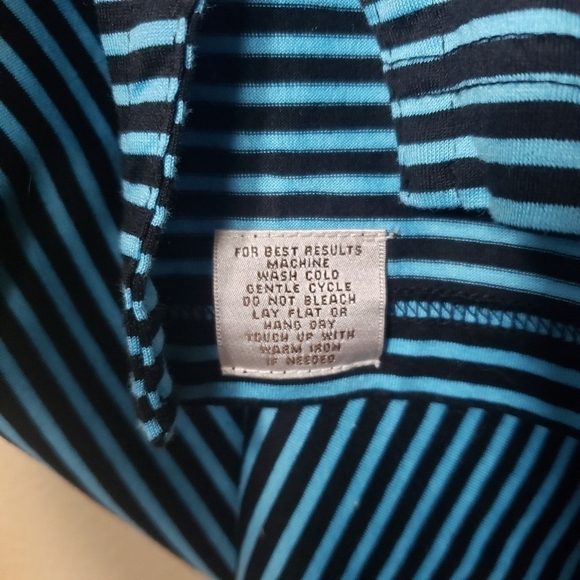 FOR BEST RESULTS
MACHINE
WASH COLD
GENTLE CYCLE
DO NOT BLEACH
LAY FLAT OR
HAND DRY
TOUCH UP WITH
WARM IRON
IF NEEDED